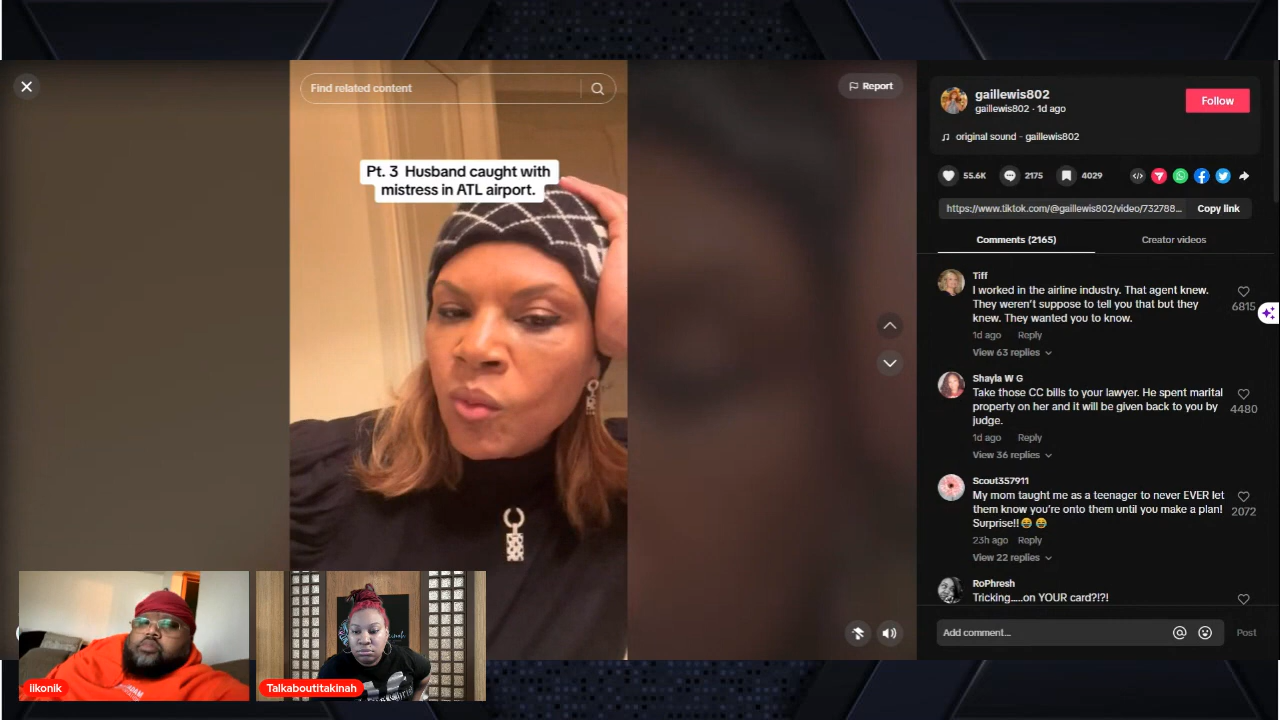 Find related content
Report
Pt. 3 Husband caught with
mistress in ATL airport.
gaillewis802
gaillewis802 · 1d ago
Follow
original sound - gaillewis802
55.6K
2175
4029
https://www.tiktok.com/@gaillewis802/video/732788...
Copy link
Comments (2165)
Creator videos
Tiff
I worked in the airline industry. That agent knew.
They weren't suppose to tell you that but they
knew. They wanted you to know.
6815
1d ago Reply
View 63 replies
Shayla W G
Take those CC bills to your lawyer. He spent marital
property on her and it will be given back to you by
judge.
4480
1d ago Reply
View 36 replies
Scout357911
My mom taught me as a teenager to never EVER let
them know you're onto them until you make a plan!
Surprise!!😂 😂
2072
23h ago Reply
View 22 replies
RoPhresh
Tricking.....on YOUR card?!?!
Add comment...
Post
Iikonik
Talkaboutitakinah